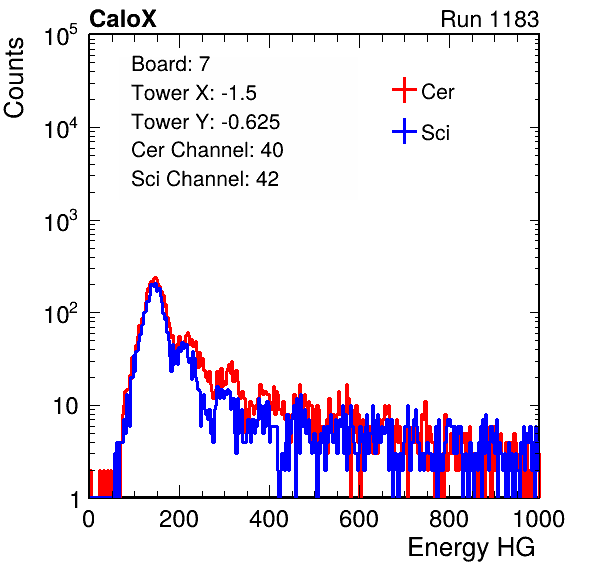 CaloX Run 1183
Counts
10^5
10^4
10^3
10^2
10
1
Board: 7
Tower X: -1.5
Tower Y: -0.625
Cer Channel: 40
Sci Channel: 42
Cer
Sci
0 200 400 600 800 1000
Energy HG